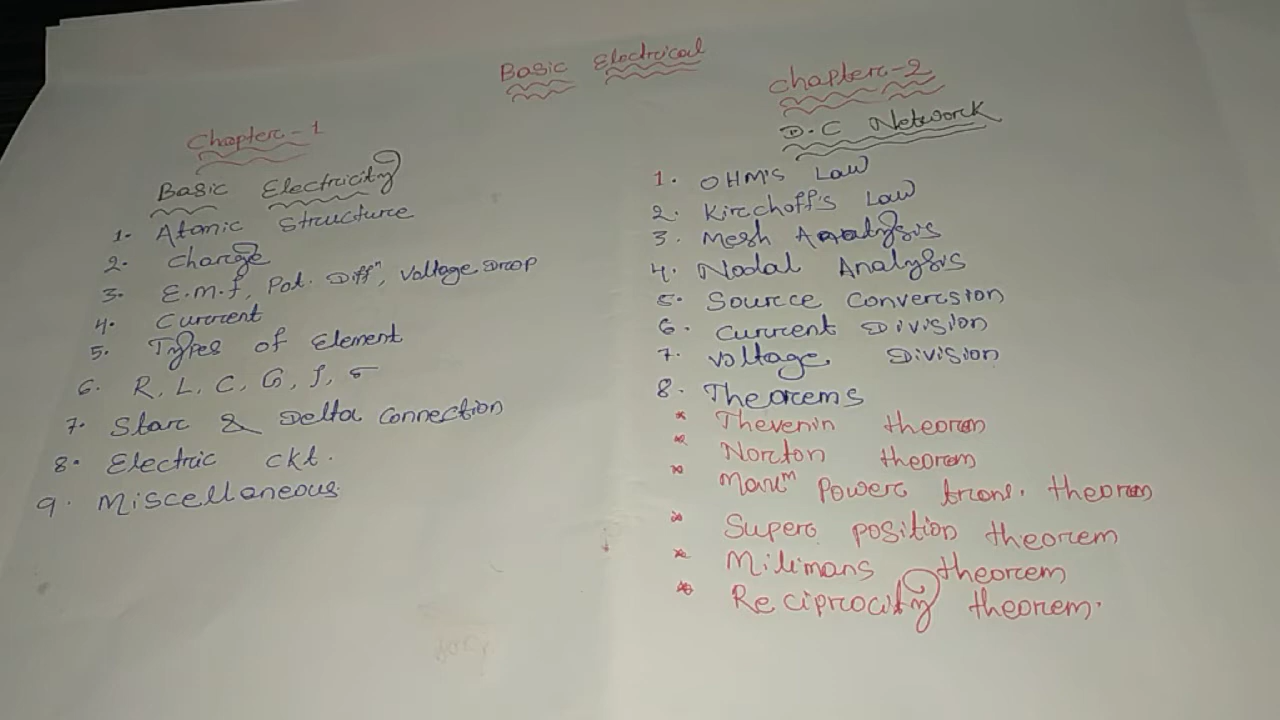 Basic Electrical
Chapter-1
Basic Electricity
1. Atomic Structure
2. Charge
3. E.m.f, Pot. Diffⁿ, Voltage Drop
4. Current
5. Types of Element
6. R, L, C, G, ρ, σ
7. Star & Delta Connection
8. Electric ckt.
9. Miscellaneous
Chapter-2
D.C Network
1. OHM's Law
2. Kirchoff's Law
3. Mesh Analysis
4. Nodal Analysis
5. Source Conversion
6. Current Division
7. Voltage Division
8. Theorems
* Thevenin theorem
* Norton theorem
* Maxᵐ Power trans. theorem
* Super position theorem
* Milimans theorem
* Reciprocity theorem.